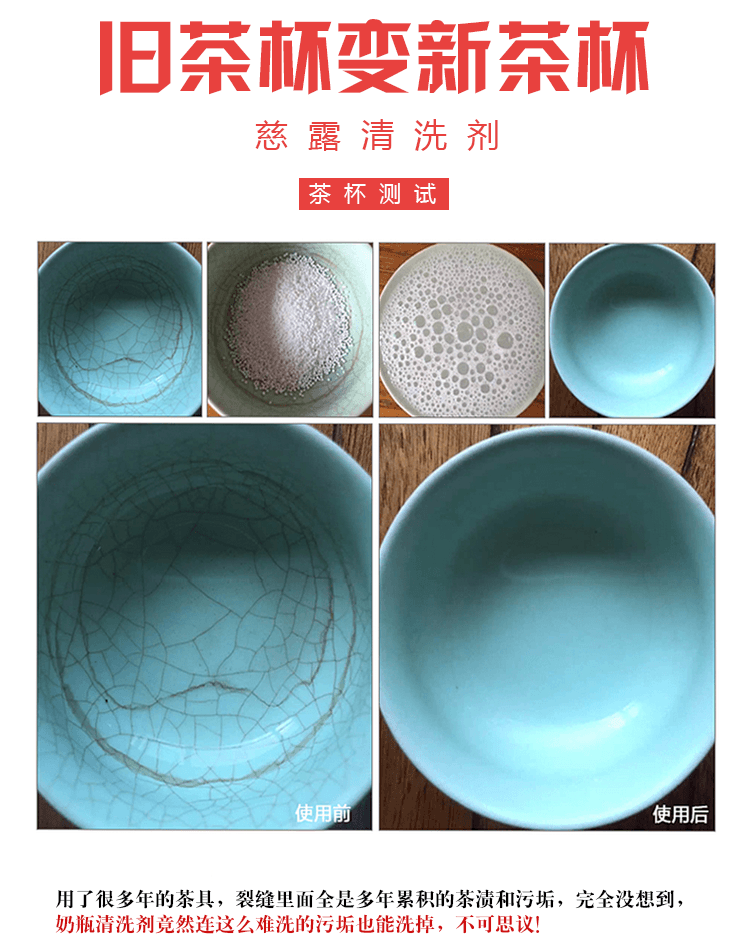 旧茶杯变新茶杯
慈露清洗剂
茶杯测试
使用前
使用后
用了很多年的茶具，裂缝里面全是多年累积的茶渍和污垢，完全没想到，
奶瓶清洗剂竟然连这么难洗的污垢也能洗掉，不可思议!